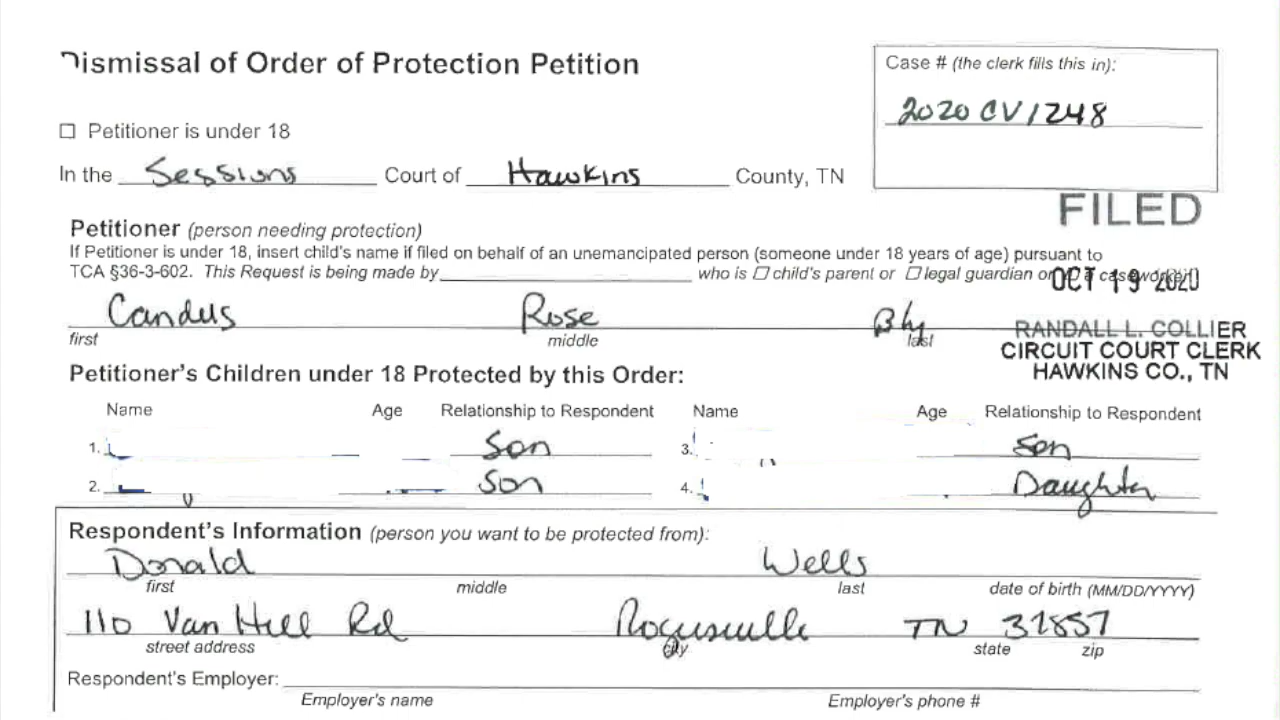 Dismissal of Order of Protection Petition
Case # (the clerk fills this in):
2020 CV1248
☐ Petitioner is under 18
In the Sessions Court of Hawkins County, TN
FILED
Petitioner (person needing protection)
If Petitioner is under 18, insert child's name if filed on behalf of an unemancipated person (someone under 18 years of age) pursuant to
TCA §36-3-602. This Request is being made by who is ☐ child's parent or ☐ legal guardian or ☐ a caseworker
OCT 19 2020
Candus Rose Bly
first middle last
RANDALL L. COLLIER
CIRCUIT COURT CLERK
HAWKINS CO., TN
Petitioner's Children under 18 Protected by this Order:
Name Age Relationship to Respondent Name Age Relationship to Respondent
1. Son 3. Son
2. Son 4. Daughter
Respondent's Information (person you want to be protected from):
Donald Wells
first middle last date of birth (MM/DD/YYYY)
110 Van Hill Rd TN 37857
street address city state zip
Respondent's Employer:
Employer's name Employer's phone #